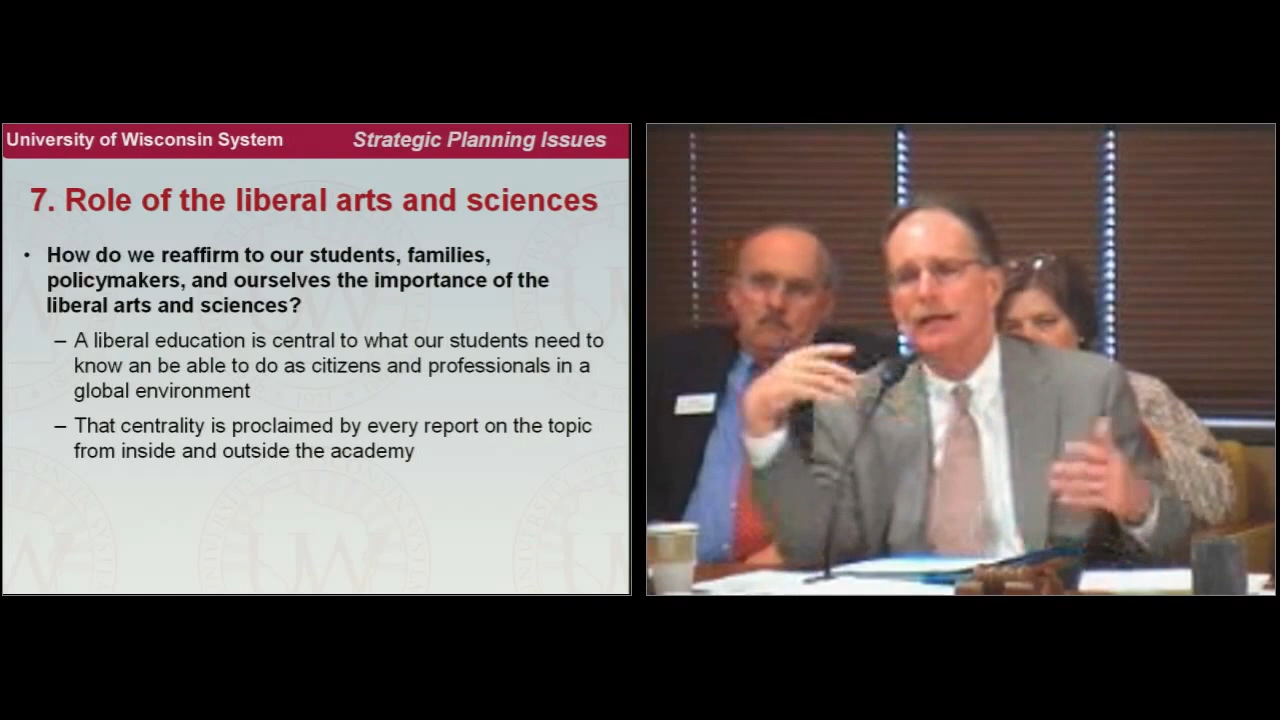 University of Wisconsin System
Strategic Planning Issues
7. Role of the liberal arts and sciences
• How do we reaffirm to our students, families,
policymakers, and ourselves the importance of the
liberal arts and sciences?
– A liberal education is central to what our students need to
know an be able to do as citizens and professionals in a
global environment
– That centrality is proclaimed by every report on the topic
from inside and outside the academy